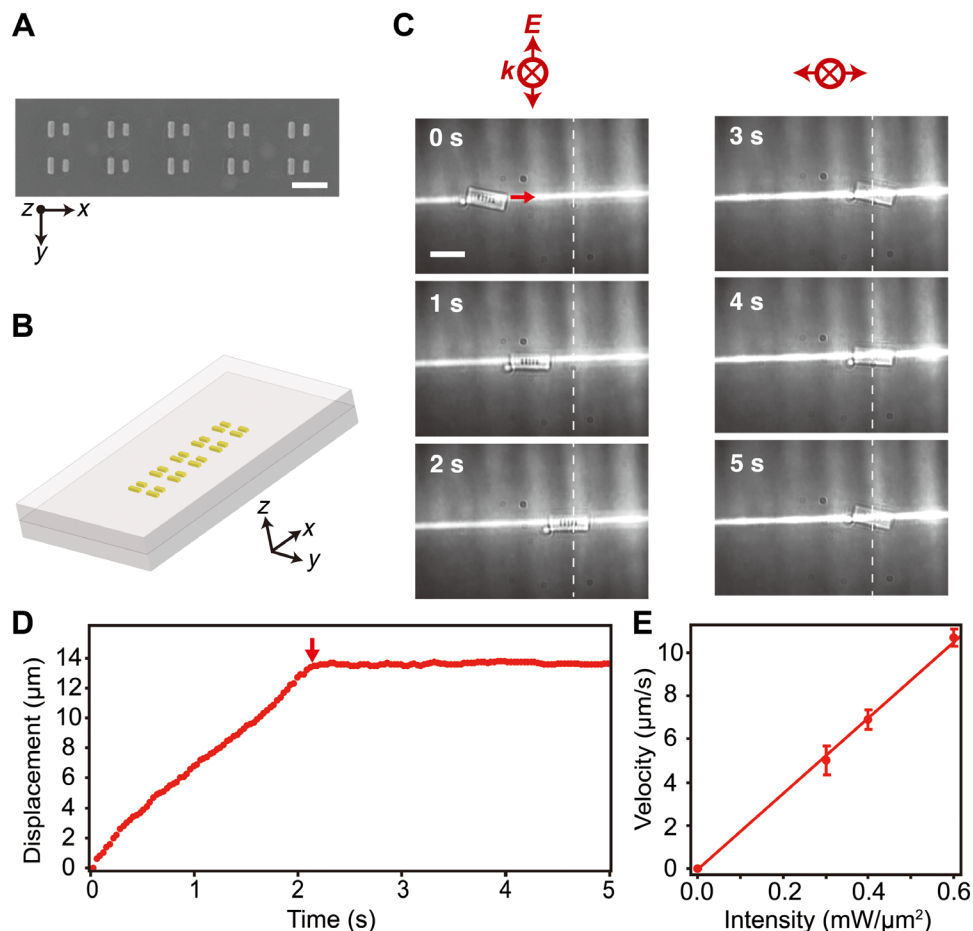 A
z
x
y
B
z
x
y
C
E
k
0 s
3 s
1 s
4 s
2 s
5 s
D
Displacement (μm)
14
12
10
8
6
4
2
0
0
1
2
3
4
5
Time (s)
E
Velocity (μm/s)
10
8
6
4
2
0
0.0
0.2
0.4
0.6
Intensity (mW/μm²)